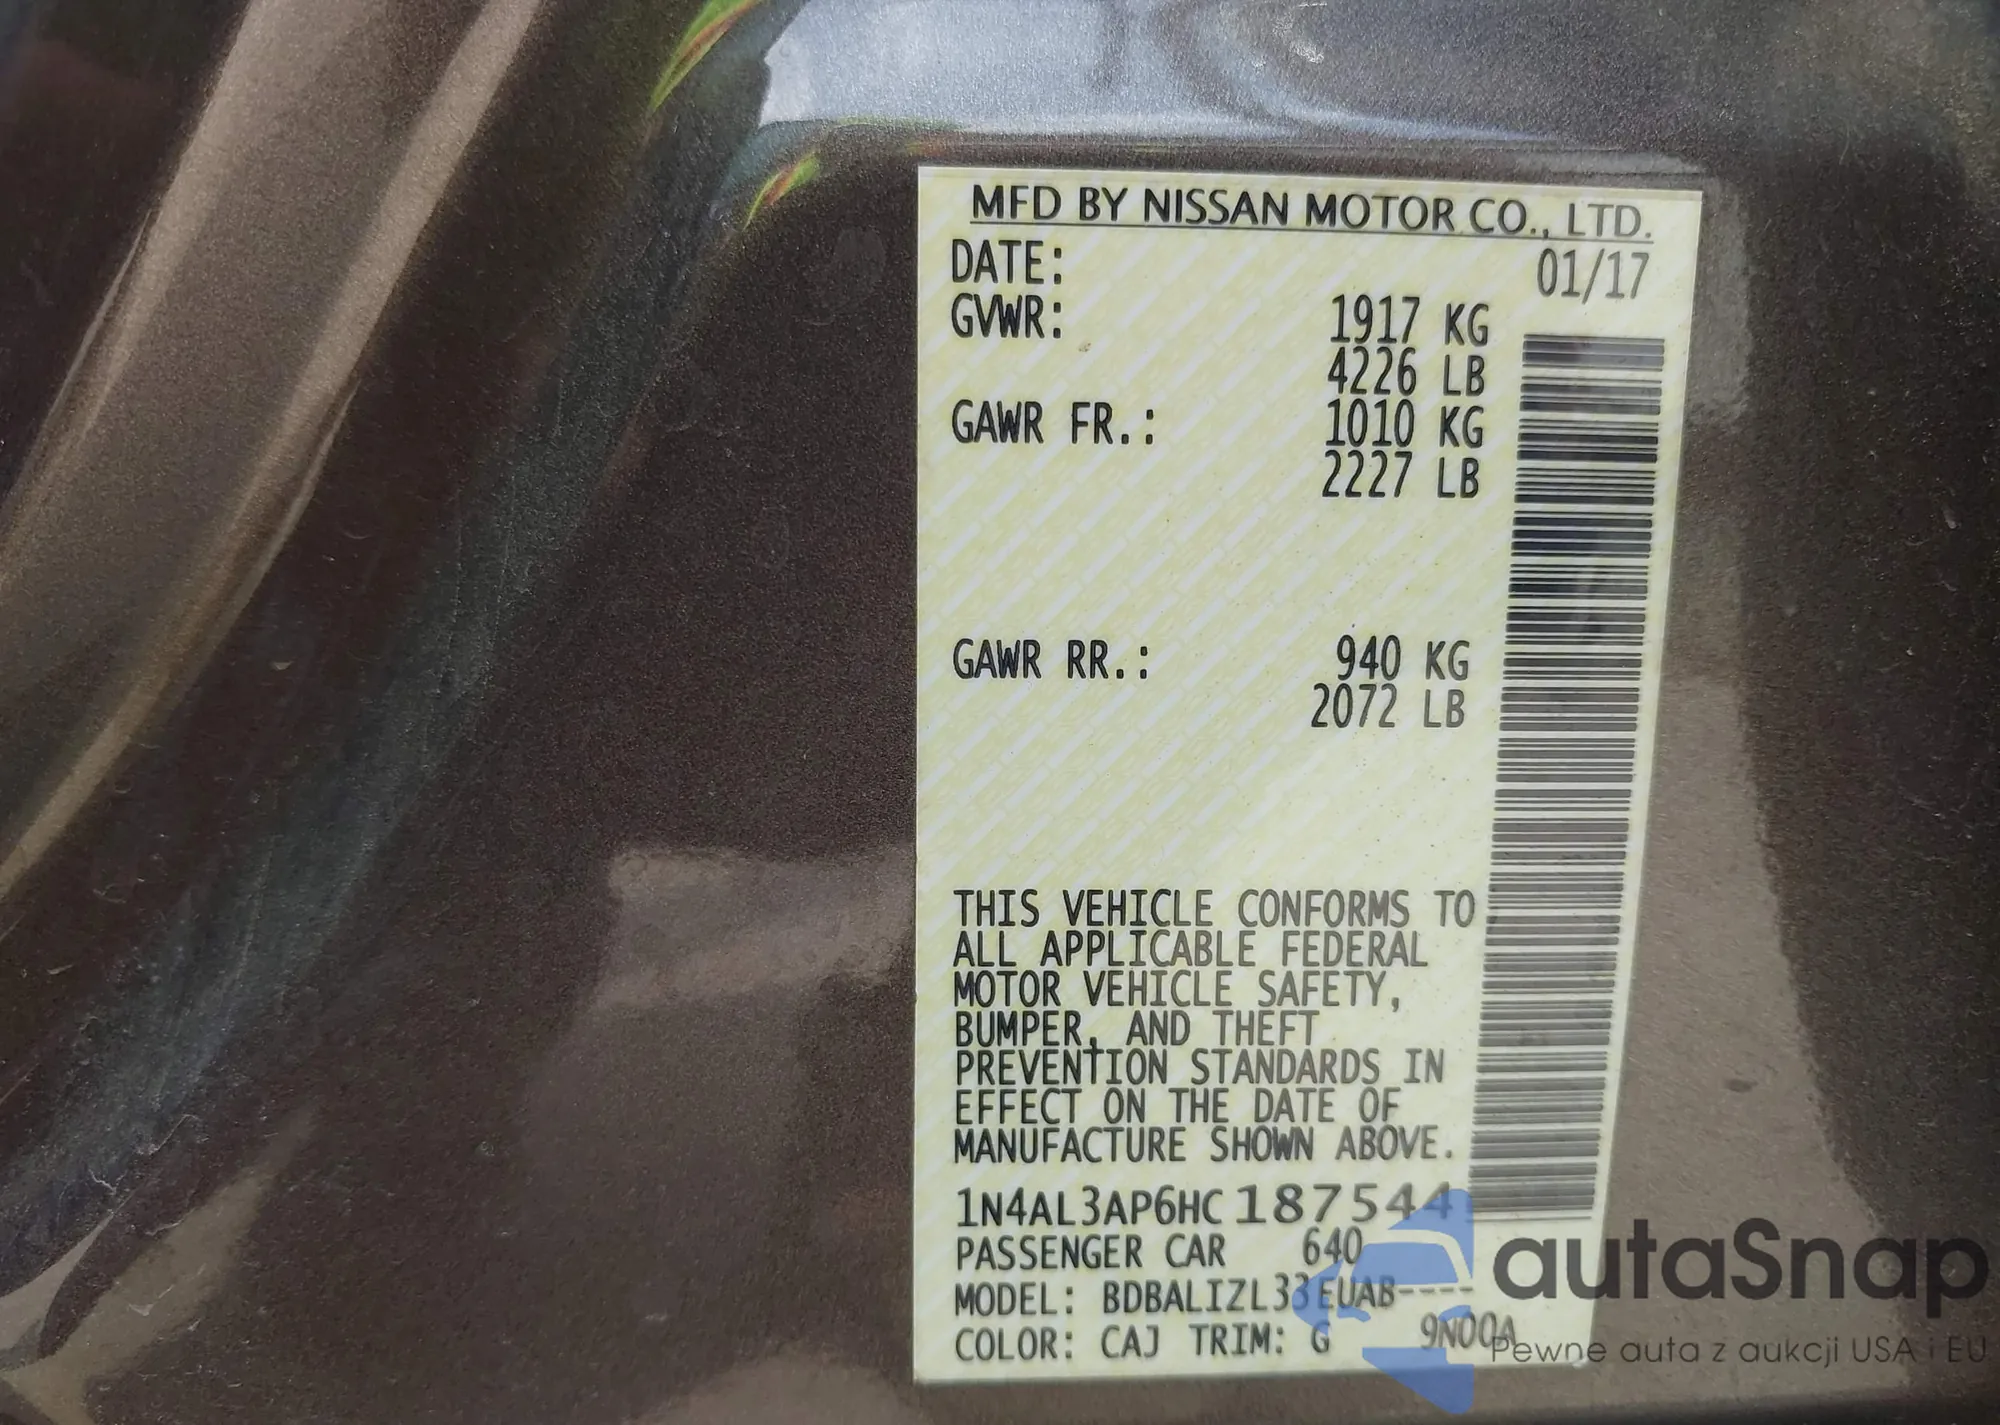 MFD BY NISSAN MOTOR CO., LTD.
DATE: 01/17
GVWR: 1917 KG
4226 LB
GAWR FR.: 1010 KG
2227 LB
GAWR RR.: 940 KG
2072 LB
THIS VEHICLE CONFORMS TO
ALL APPLICABLE FEDERAL
MOTOR VEHICLE SAFETY,
BUMPER, AND THEFT
PREVENTION STANDARDS IN
EFFECT ON THE DATE OF
MANUFACTURE SHOWN ABOVE.
1N4AL3AP6HC187544
PASSENGER CAR 640
MODEL: BDBALIZL33EUAB----
COLOR: CAJ TRIM: G 9N00A
autaSnap
Pewne auta z aukcji USA i EU